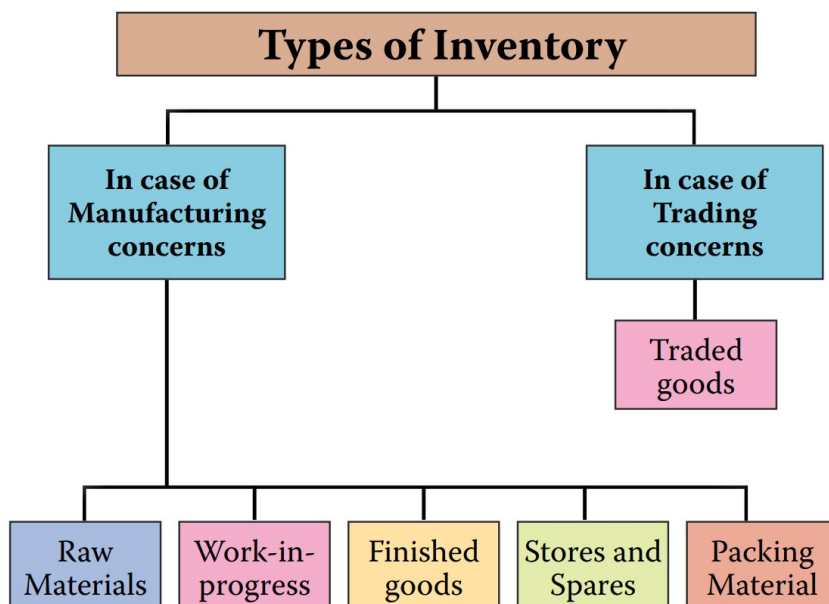 Types of Inventory
In case of
Manufacturing
concerns
In case of
Trading
concerns
Traded
goods
Raw
Materials
Work-in-
progress
Finished
goods
Stores and
Spares
Packing
Material